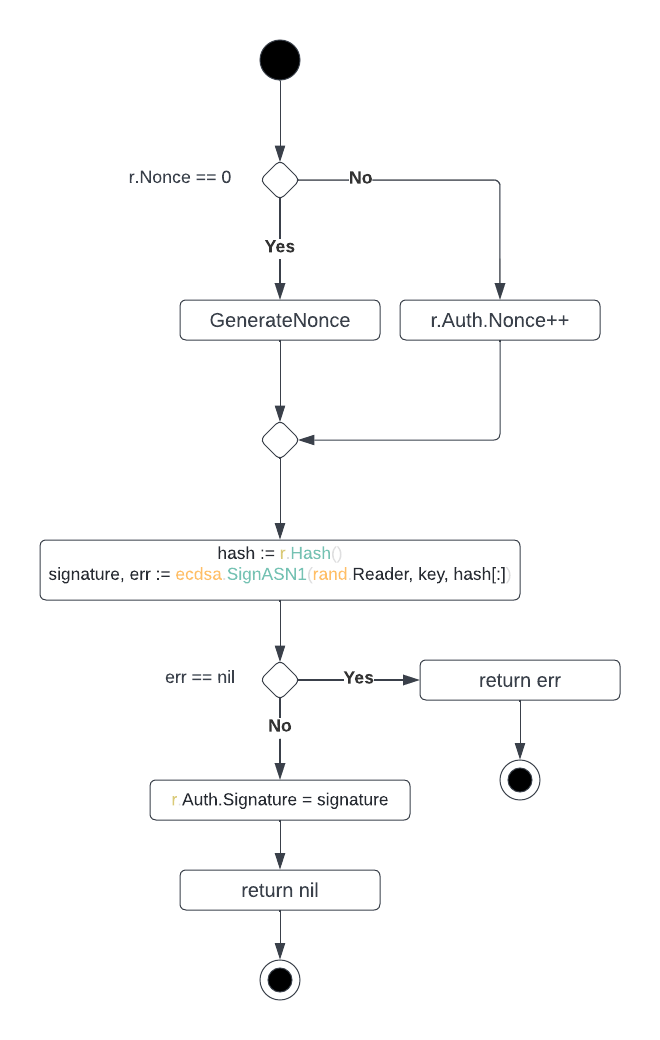 r.Nonce == 0
No
Yes
GenerateNonce
r.Auth.Nonce++
hash := r.Hash()
signature, err := ecdsa.SignASN1(rand.Reader, key, hash[:])
err == nil
Yes
return err
No
r.Auth.Signature = signature
return nil